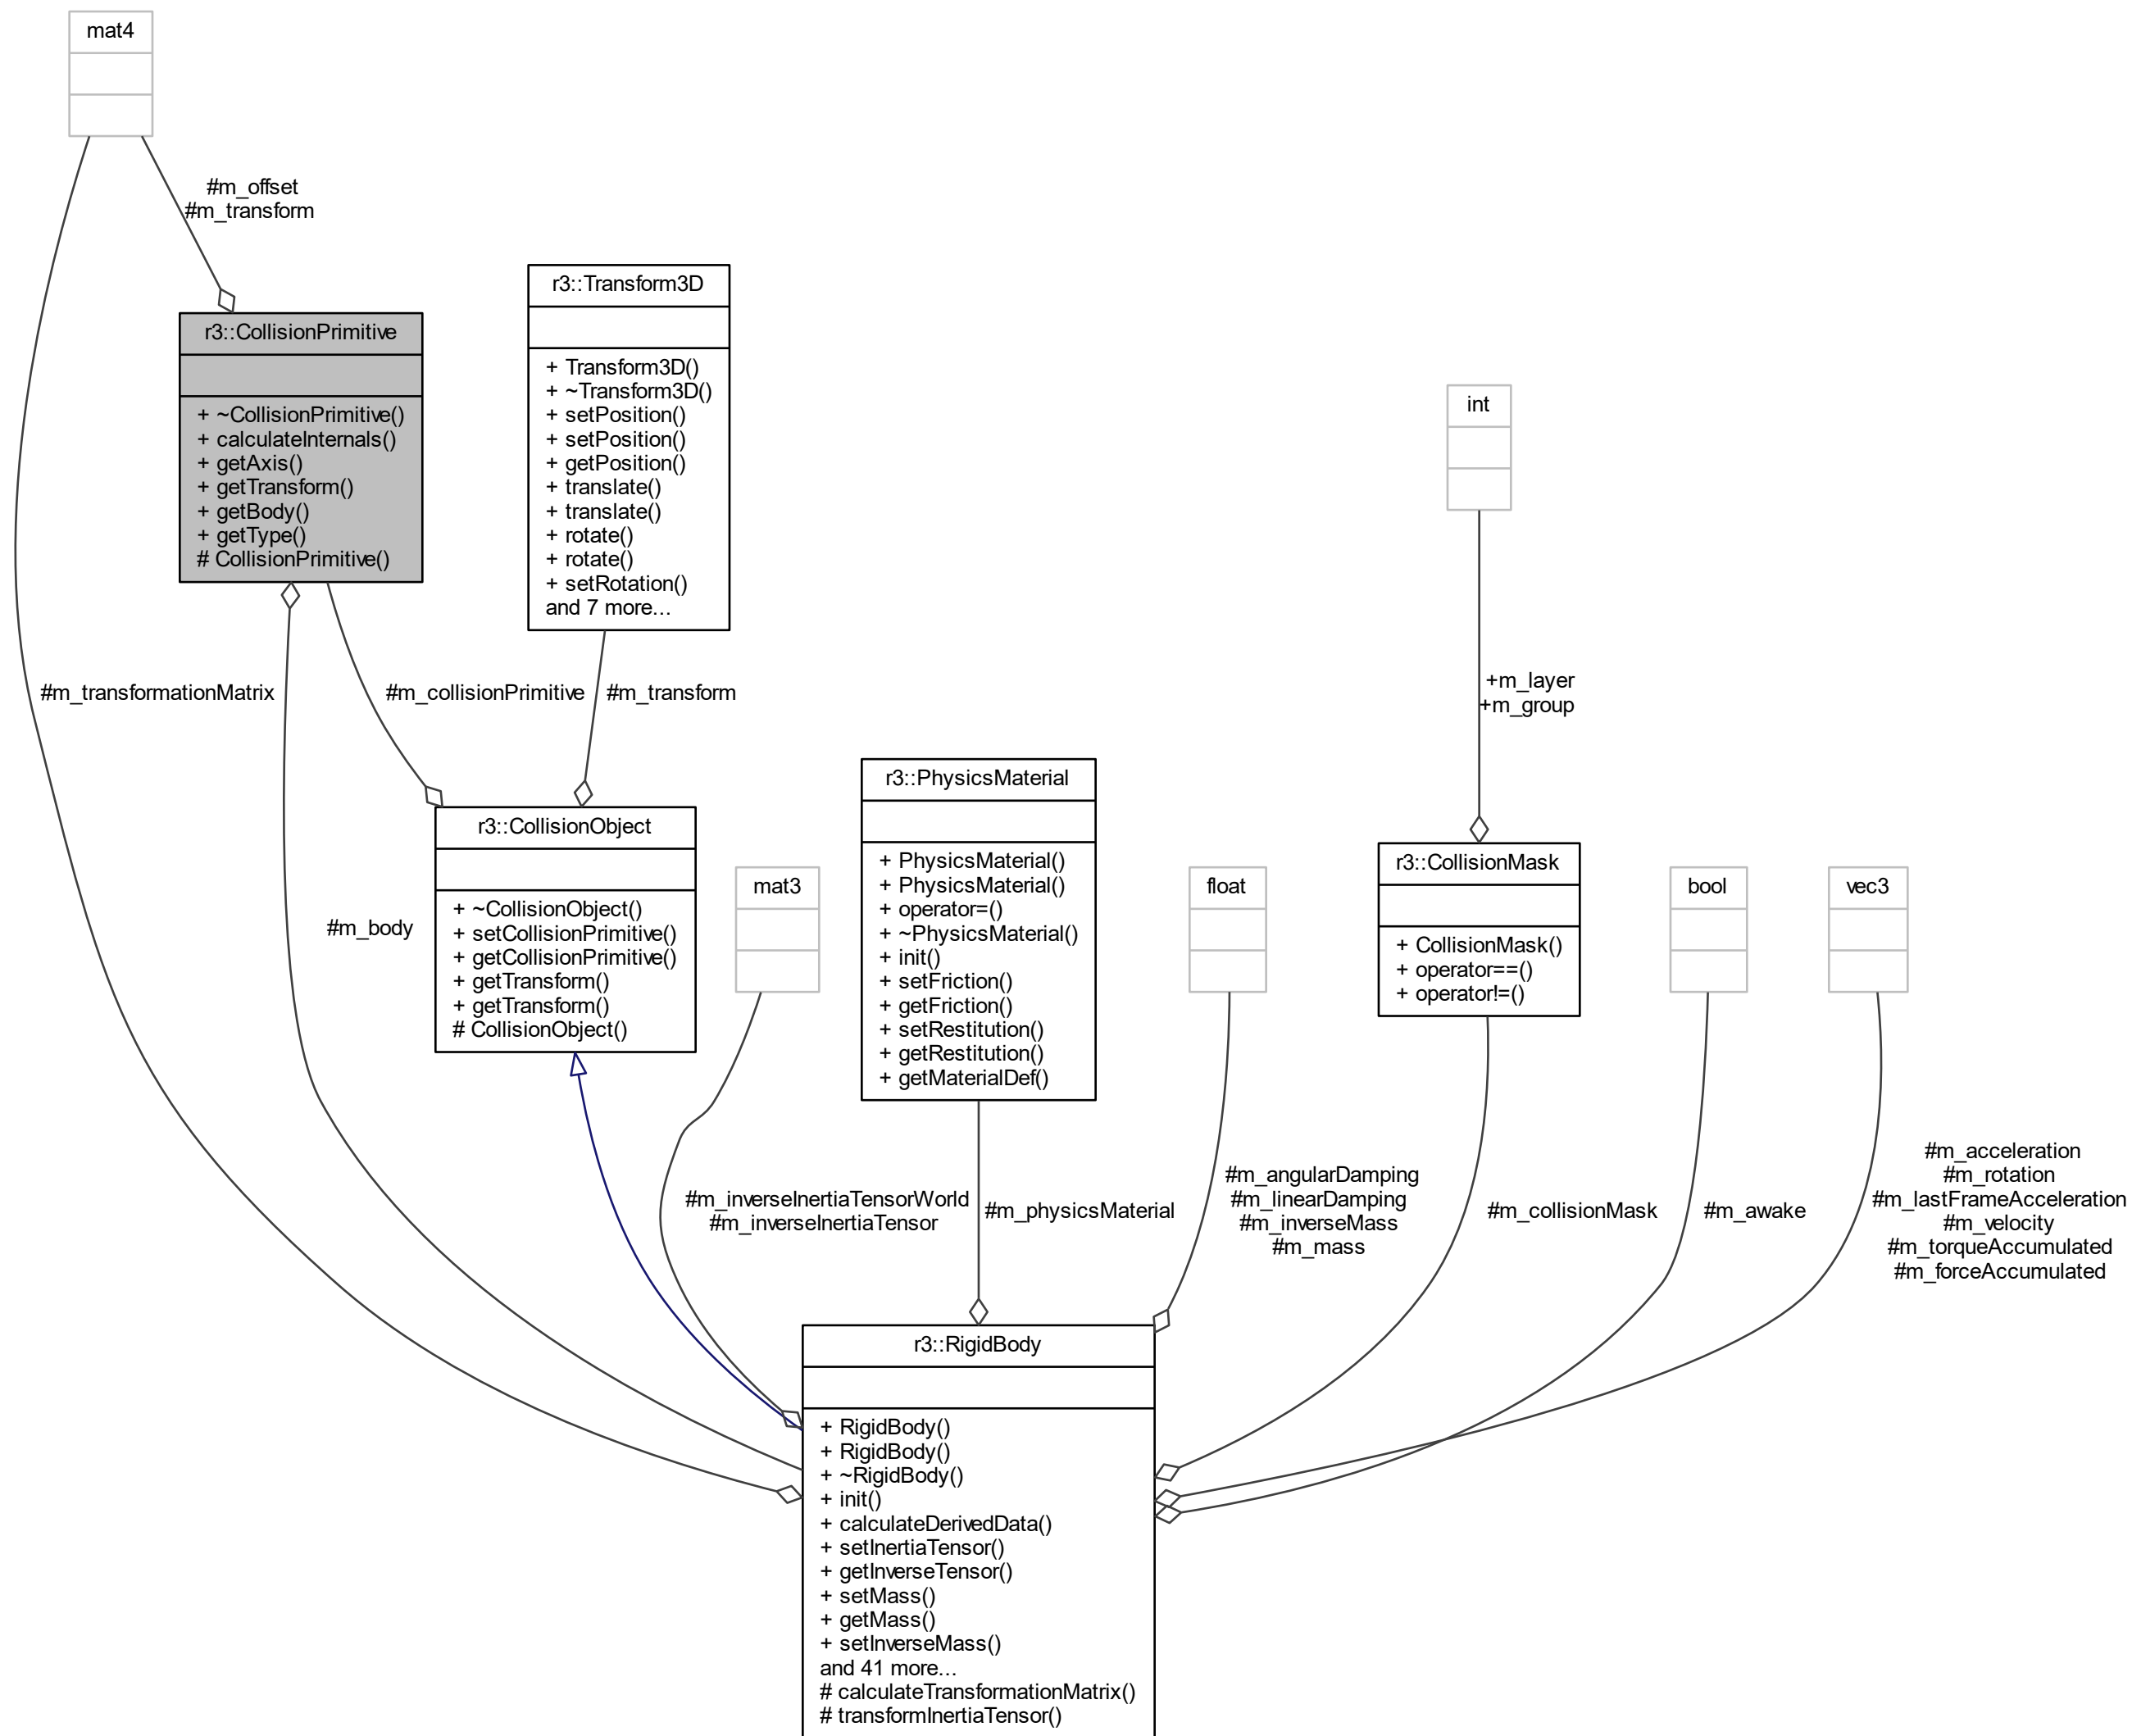 mat4
#m_offset
#m_transform
r3::CollisionPrimitive
+ ~CollisionPrimitive()
+ calculateInternals()
+ getAxis()
+ getTransform()
+ getBody()
+ getType()
# CollisionPrimitive()
r3::Transform3D
+ Transform3D()
+ ~Transform3D()
+ setPosition()
+ setPosition()
+ getPosition()
+ translate()
+ translate()
+ rotate()
+ rotate()
+ setRotation()
and 7 more...
int
#m_transformationMatrix
#m_collisionPrimitive
#m_transform
+m_layer
+m_group
r3::CollisionObject
+ ~CollisionObject()
+ setCollisionPrimitive()
+ getCollisionPrimitive()
+ getTransform()
+ getTransform()
# CollisionObject()
#m_body
mat3
r3::PhysicsMaterial
+ PhysicsMaterial()
+ PhysicsMaterial()
+ operator=()
+ ~PhysicsMaterial()
+ init()
+ setFriction()
+ getFriction()
+ setRestitution()
+ getRestitution()
+ getMaterialDef()
float
r3::CollisionMask
+ CollisionMask()
+ operator==()
+ operator!=()
bool
vec3
#m_inverseInertiaTensorWorld
#m_inverseInertiaTensor
#m_physicsMaterial
#m_angularDamping
#m_linearDamping
#m_inverseMass
#m_mass
#m_collisionMask
#m_awake
#m_acceleration
#m_rotation
#m_lastFrameAcceleration
#m_velocity
#m_torqueAccumulated
#m_forceAccumulated
r3::RigidBody
+ RigidBody()
+ RigidBody()
+ ~RigidBody()
+ init()
+ calculateDerivedData()
+ setInertiaTensor()
+ getInverseTensor()
+ setMass()
+ getMass()
+ setInverseMass()
and 41 more...
# calculateTransformationMatrix()
# transformInertiaTensor()